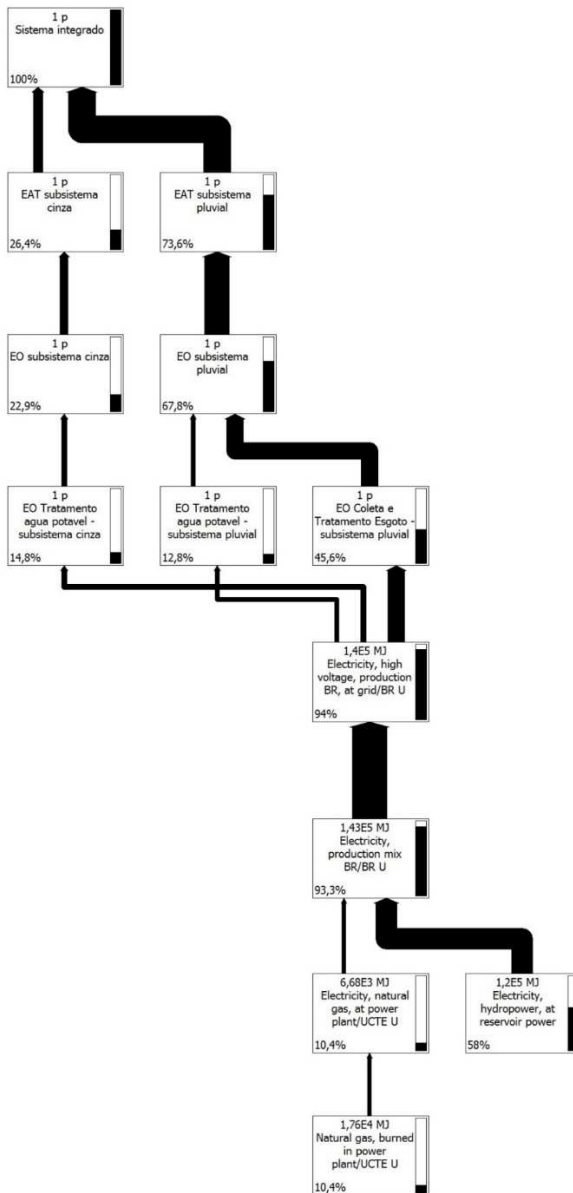 1 p
Sistema integrado
100%
1 p
EAT subsistema
cinza
26,4%
1 p
EAT subsistema
pluvial
73,6%
1 p
EO subsistema cinza
22,9%
1 p
EO subsistema
pluvial
67,8%
1 p
EO Tratamento
agua potavel -
subsistema cinza
14,8%
1 p
EO Tratamento
agua potavel -
subsistema pluvial
12,8%
1 p
EO Coleta e
Tratamento Esgoto -
subsistema pluvial
45,6%
1,4E5 MJ
Electricity, high
voltage, production
BR, at grid/BR U
94%
1,43E5 MJ
Electricity,
production mix
BR/BR U
93,3%
6,68E3 MJ
Electricity, natural
gas, at power
plant/UCTE U
10,4%
1,2E5 MJ
Electricity,
hydropower, at
reservoir power
58%
1,76E4 MJ
Natural gas, burned
in power
plant/UCTE U
10,4%